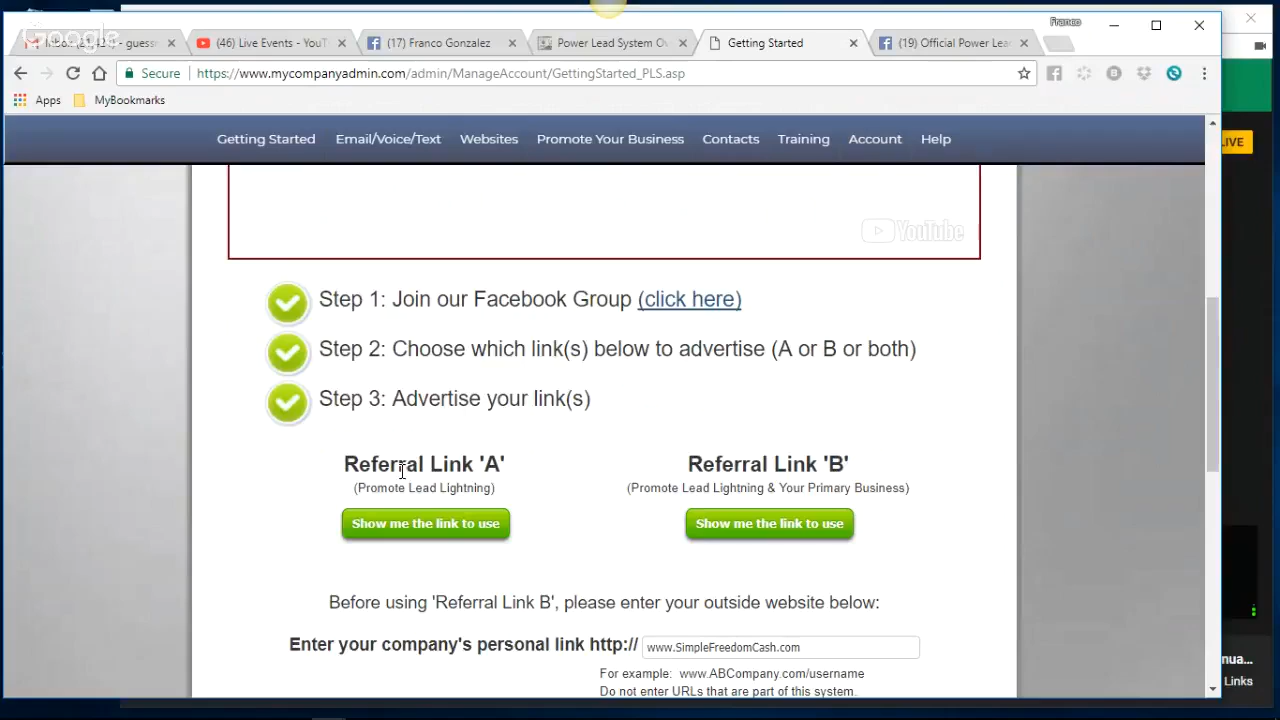 Google
Franco
(46) Live Events - YouT
(17) Franco Gonzalez
Power Lead System Ov
Getting Started
(19) Official Power Lea
Secure
https://www.mycompanyadmin.com/admin/ManageAccount/GettingStarted_PLS.asp
Apps
MyBookmarks
Getting Started
Email/Voice/Text
Websites
Promote Your Business
Contacts
Training
Account
Help
LIVE
YouTube
Step 1: Join our Facebook Group (click here)
Step 2: Choose which link(s) below to advertise (A or B or both)
Step 3: Advertise your link(s)
Referral Link 'A'
Referral Link 'B'
(Promote Lead Lightning)
(Promote Lead Lightning & Your Primary Business)
Show me the link to use
Show me the link to use
Before using 'Referral Link B', please enter your outside website below:
Enter your company's personal link http://
www.SimpleFreedomCash.com
For example: www.ABCompany.com/username
Do not enter URLs that are part of this system.
nua...
Links